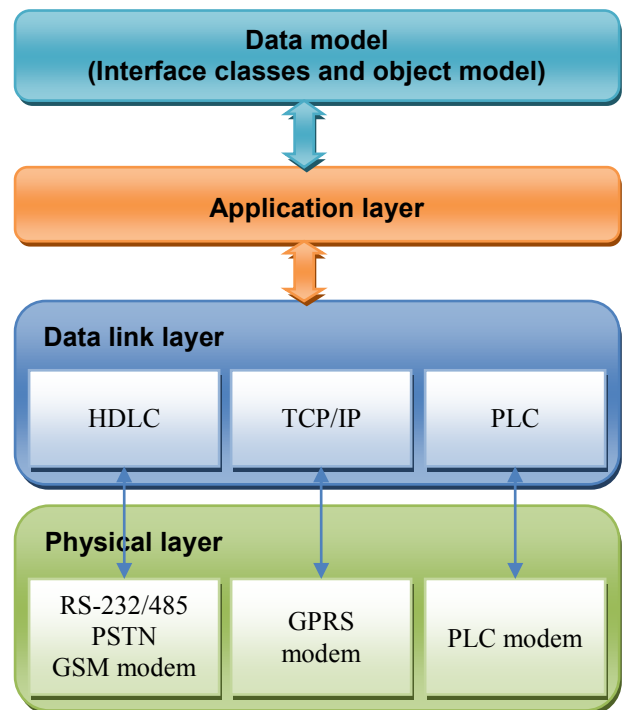 Data model
(Interface classes and object model)
Application layer
Data link layer
HDLC
TCP/IP
PLC
Physical layer
RS-232/485
PSTN
GSM modem
GPRS
modem
PLC modem